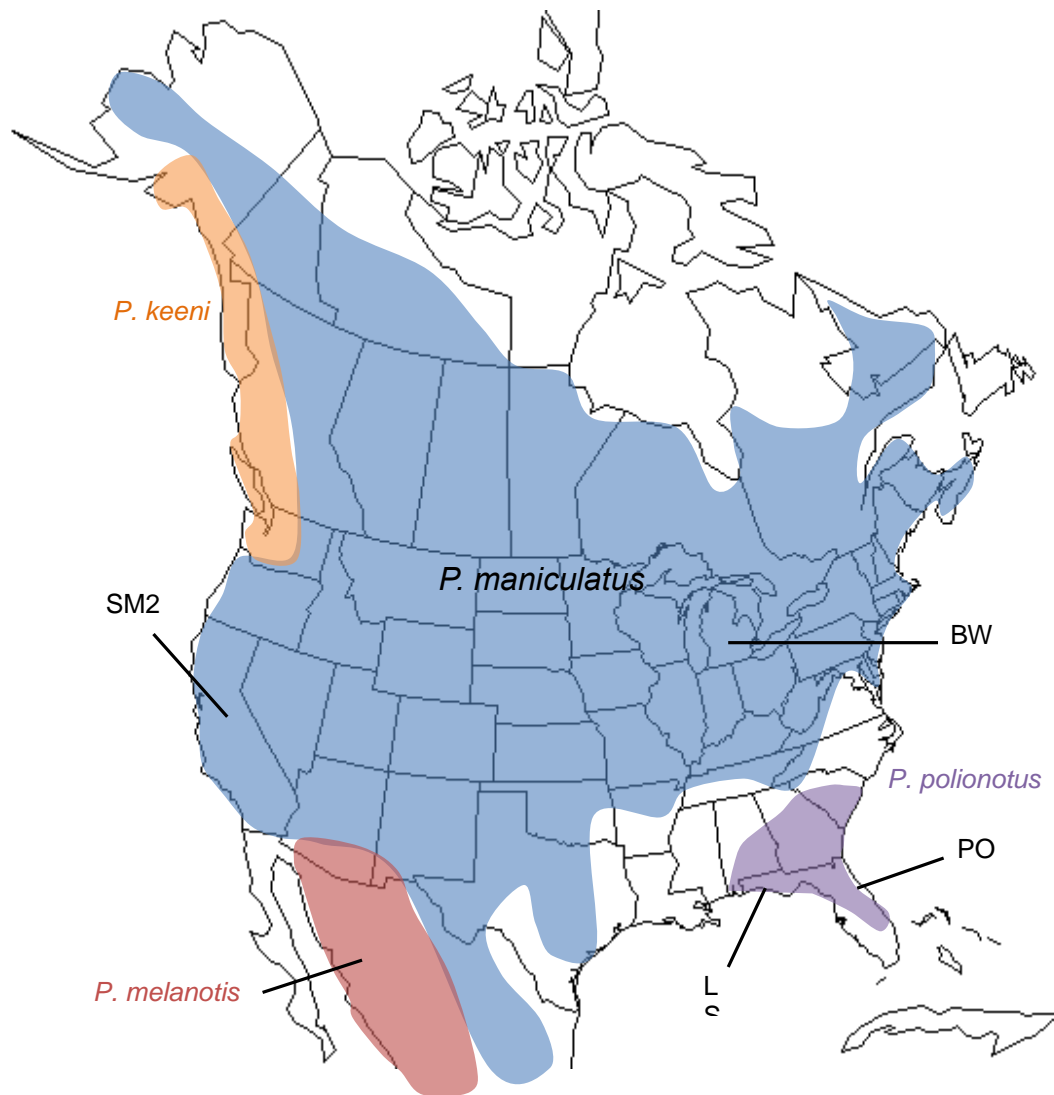 P. keeni
P. maniculatus
SM2
BW
P. polionotus
PO
P. melanotis
L
S